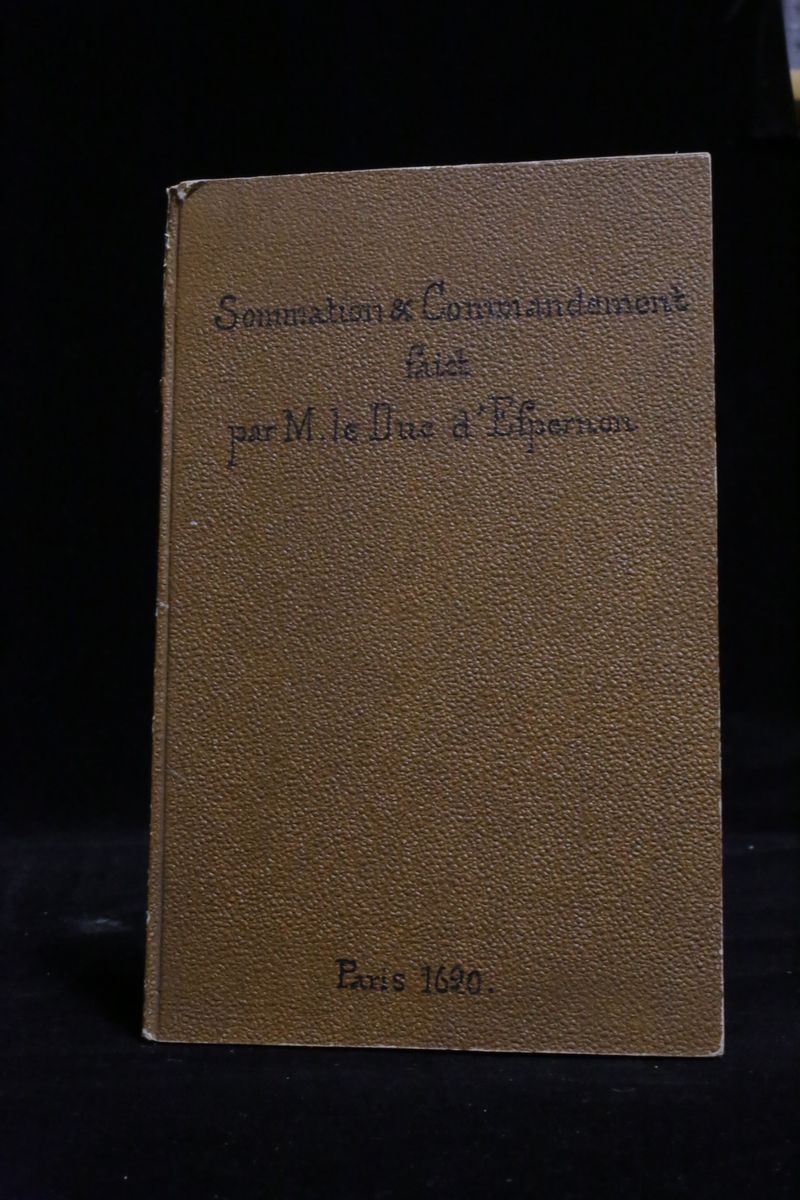 Sommation & Commandement
faict
par M. le Duc d'Eſpernon.
Paris 1620.